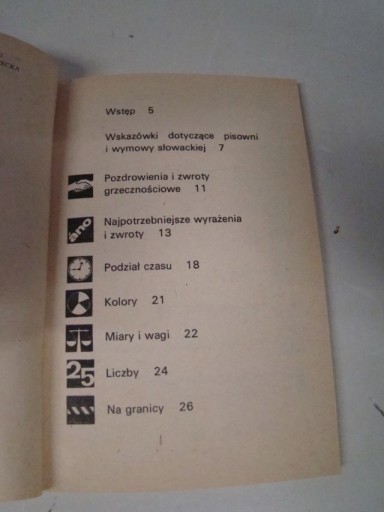 Wstęp 5
Wskazówki dotyczące pisowni
i wymowy słowackiej 7
Pozdrowienia i zwroty
grzecznościowe 11
áno
Najpotrzebniejsze wyrażenia
i zwroty 13
Podział czasu 18
Kolory 21
Miary i wagi 22
25
Liczby 24
Na granicy 26